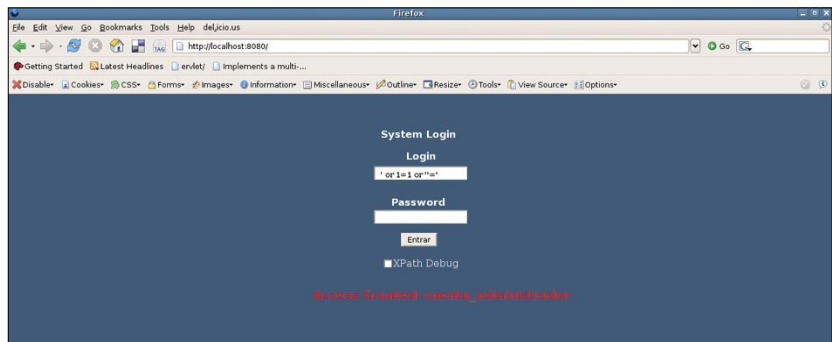 Firefox
File Edit View Go Bookmarks Tools Help del.icio.us
TAG http://localhost:8080/ Go G
Getting Started Latest Headlines ervlet/ Implements a multi-...
Disable Cookies CSS Forms Images Information Miscellaneous Outline Resizer Tools View Source Options
System Login
Login
' or 1=1 or ''='
Password
Entrar
XPath Debug
Access Granted